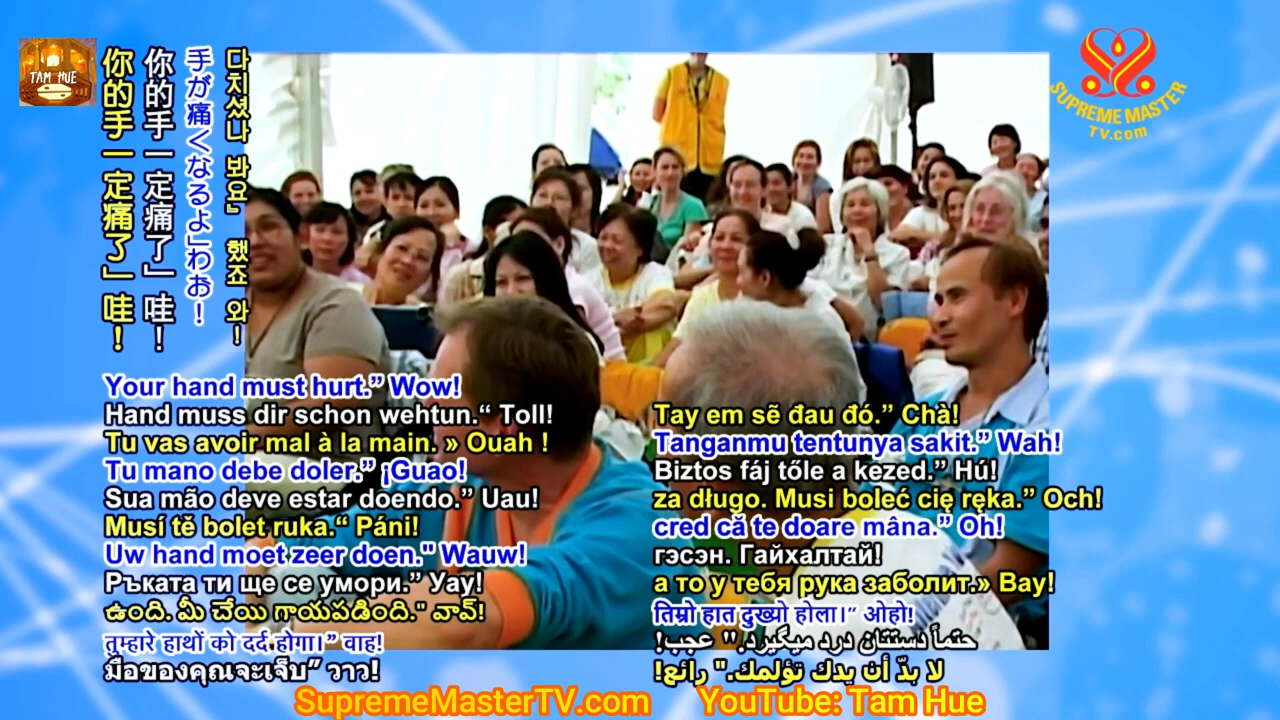 TAM HUE
SUPREME MASTER
TV.com
你的手一定痛了」哇！
你的手一定痛了」哇！
手が痛くなるよ」わお！
다치셨나 봐요』 했죠 와!
Your hand must hurt.” Wow!
Hand muss dir schon wehtun.“ Toll!
Tu vas avoir mal à la main. » Ouah !
Tu mano debe doler.” ¡Guao!
Sua mão deve estar doendo.” Uau!
Musí tě bolet ruka.“ Páni!
Uw hand moet zeer doen." Wauw!
Ръката ти ще се умори.” Уау!
ఉంది. మీ చేయి గాయపడింది." వావ్!
तुम्हारे हाथों को दर्द होगा।” वाह!
มือของคุณจะเจ็บ” วาว!
Tay em sẽ đau đó.” Chà!
Tanganmu tentunya sakit.” Wah!
Biztos fáj tőle a kezed.” Hú!
za długo. Musi boleć cię ręka.” Och!
cred că te doare mâna.” Oh!
гэсэн. Гайхалтай!
а то у тебя рука заболит.» Вау!
तिम्रो हात दुख्यो होला।” ओहो!
حتماً دستتان درد میگیرد." عجب!
لا بدّ أن يدك تؤلمك." رائع!
SupremeMasterTV.com YouTube: Tam Hue